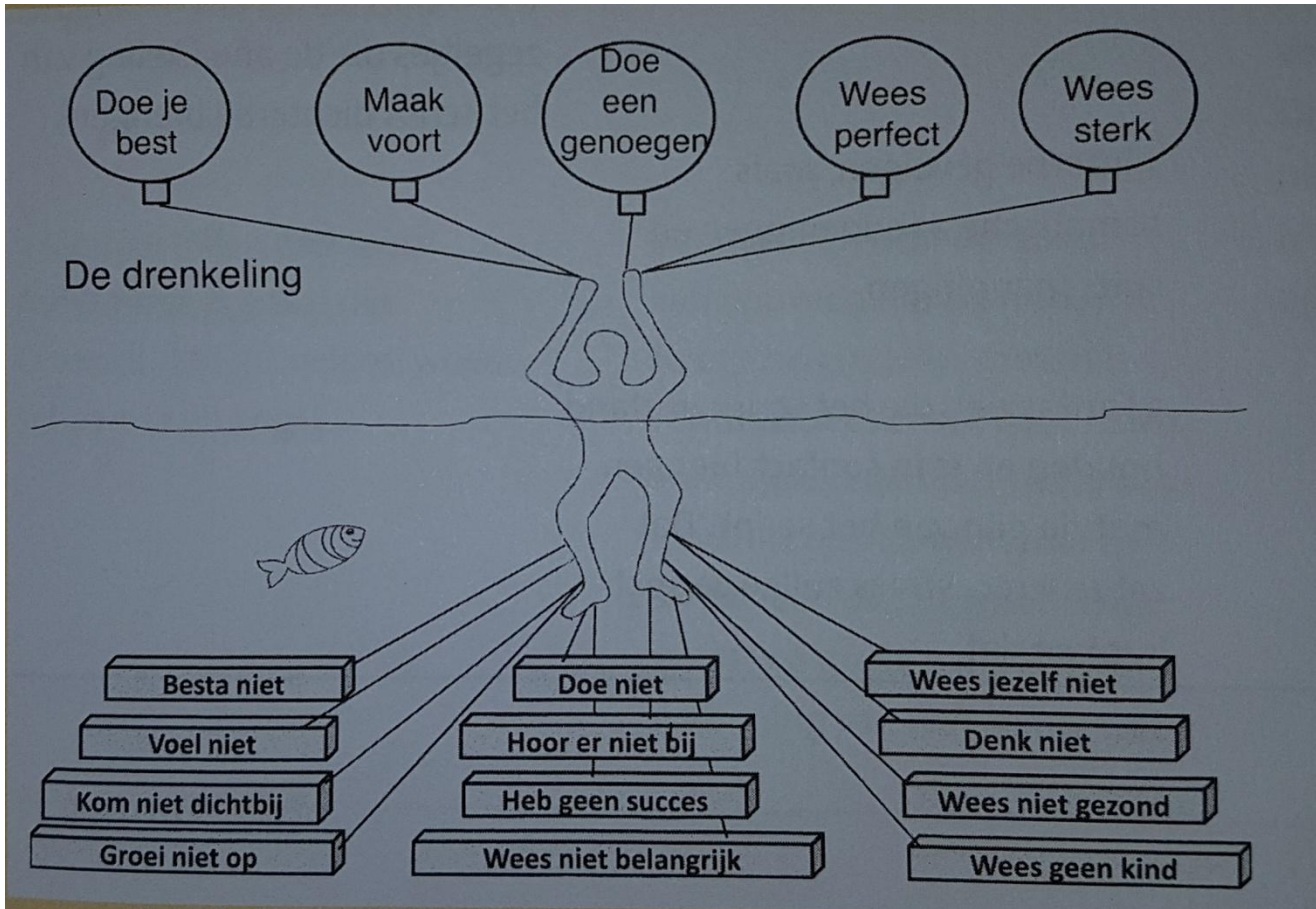 Doe je
best
Maak
voort
Doe
een
genoegen
Wees
perfect
Wees
sterk
De drenkeling
Besta niet
Voel niet
Kom niet dichtbij
Groei niet op
Doe niet
Hoor er niet bij
Heb geen succes
Wees niet belangrijk
Wees jezelf niet
Denk niet
Wees niet gezond
Wees geen kind